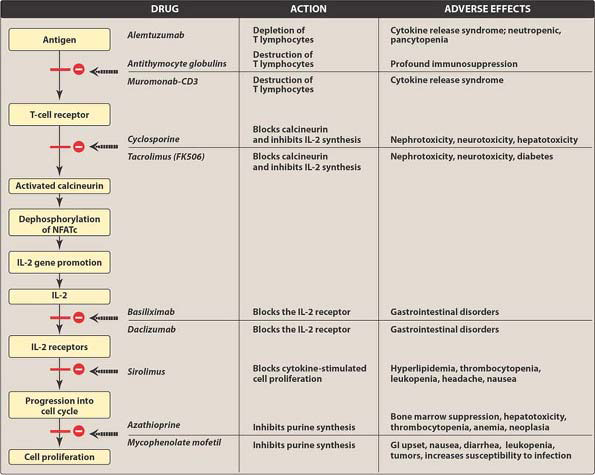 DRUG ACTION ADVERSE EFFECTS
Antigen
Alemtuzumab
Depletion of
T lymphocytes
Cytokine release syndrome; neutropenic,
pancytopenia
Antithymocyte globulins
Destruction of
T lymphocytes
Profound immunosuppression
Muromonab-CD3
Destruction of
T lymphocytes
Cytokine release syndrome
T-cell receptor
Cyclosporine
Blocks calcineurin
and inhibits IL-2 synthesis
Nephrotoxicity, neurotoxicity, hepatotoxicity
Tacrolimus (FK506)
Blocks calcineurin
and inhibits IL-2 synthesis
Nephrotoxicity, neurotoxicity, diabetes
Activated calcineurin
Dephosphorylation
of NFATc
IL-2 gene promotion
IL-2
Basiliximab
Blocks the IL-2 receptor
Gastrointestinal disorders
Daclizumab
Blocks the IL-2 receptor
Gastrointestinal disorders
IL-2 receptors
Sirolimus
Blocks cytokine-stimulated
cell proliferation
Hyperlipidemia, thrombocytopenia,
leukopenia, headache, nausea
Progression into
cell cycle
Azathioprine
Inhibits purine synthesis
Bone marrow suppression, hepatotoxicity,
thrombocytopenia, anemia, neoplasia
Mycophenolate mofetil
Inhibits purine synthesis
GI upset, nausea, diarrhea, leukopenia,
tumors, increases susceptibility to infection
Cell proliferation